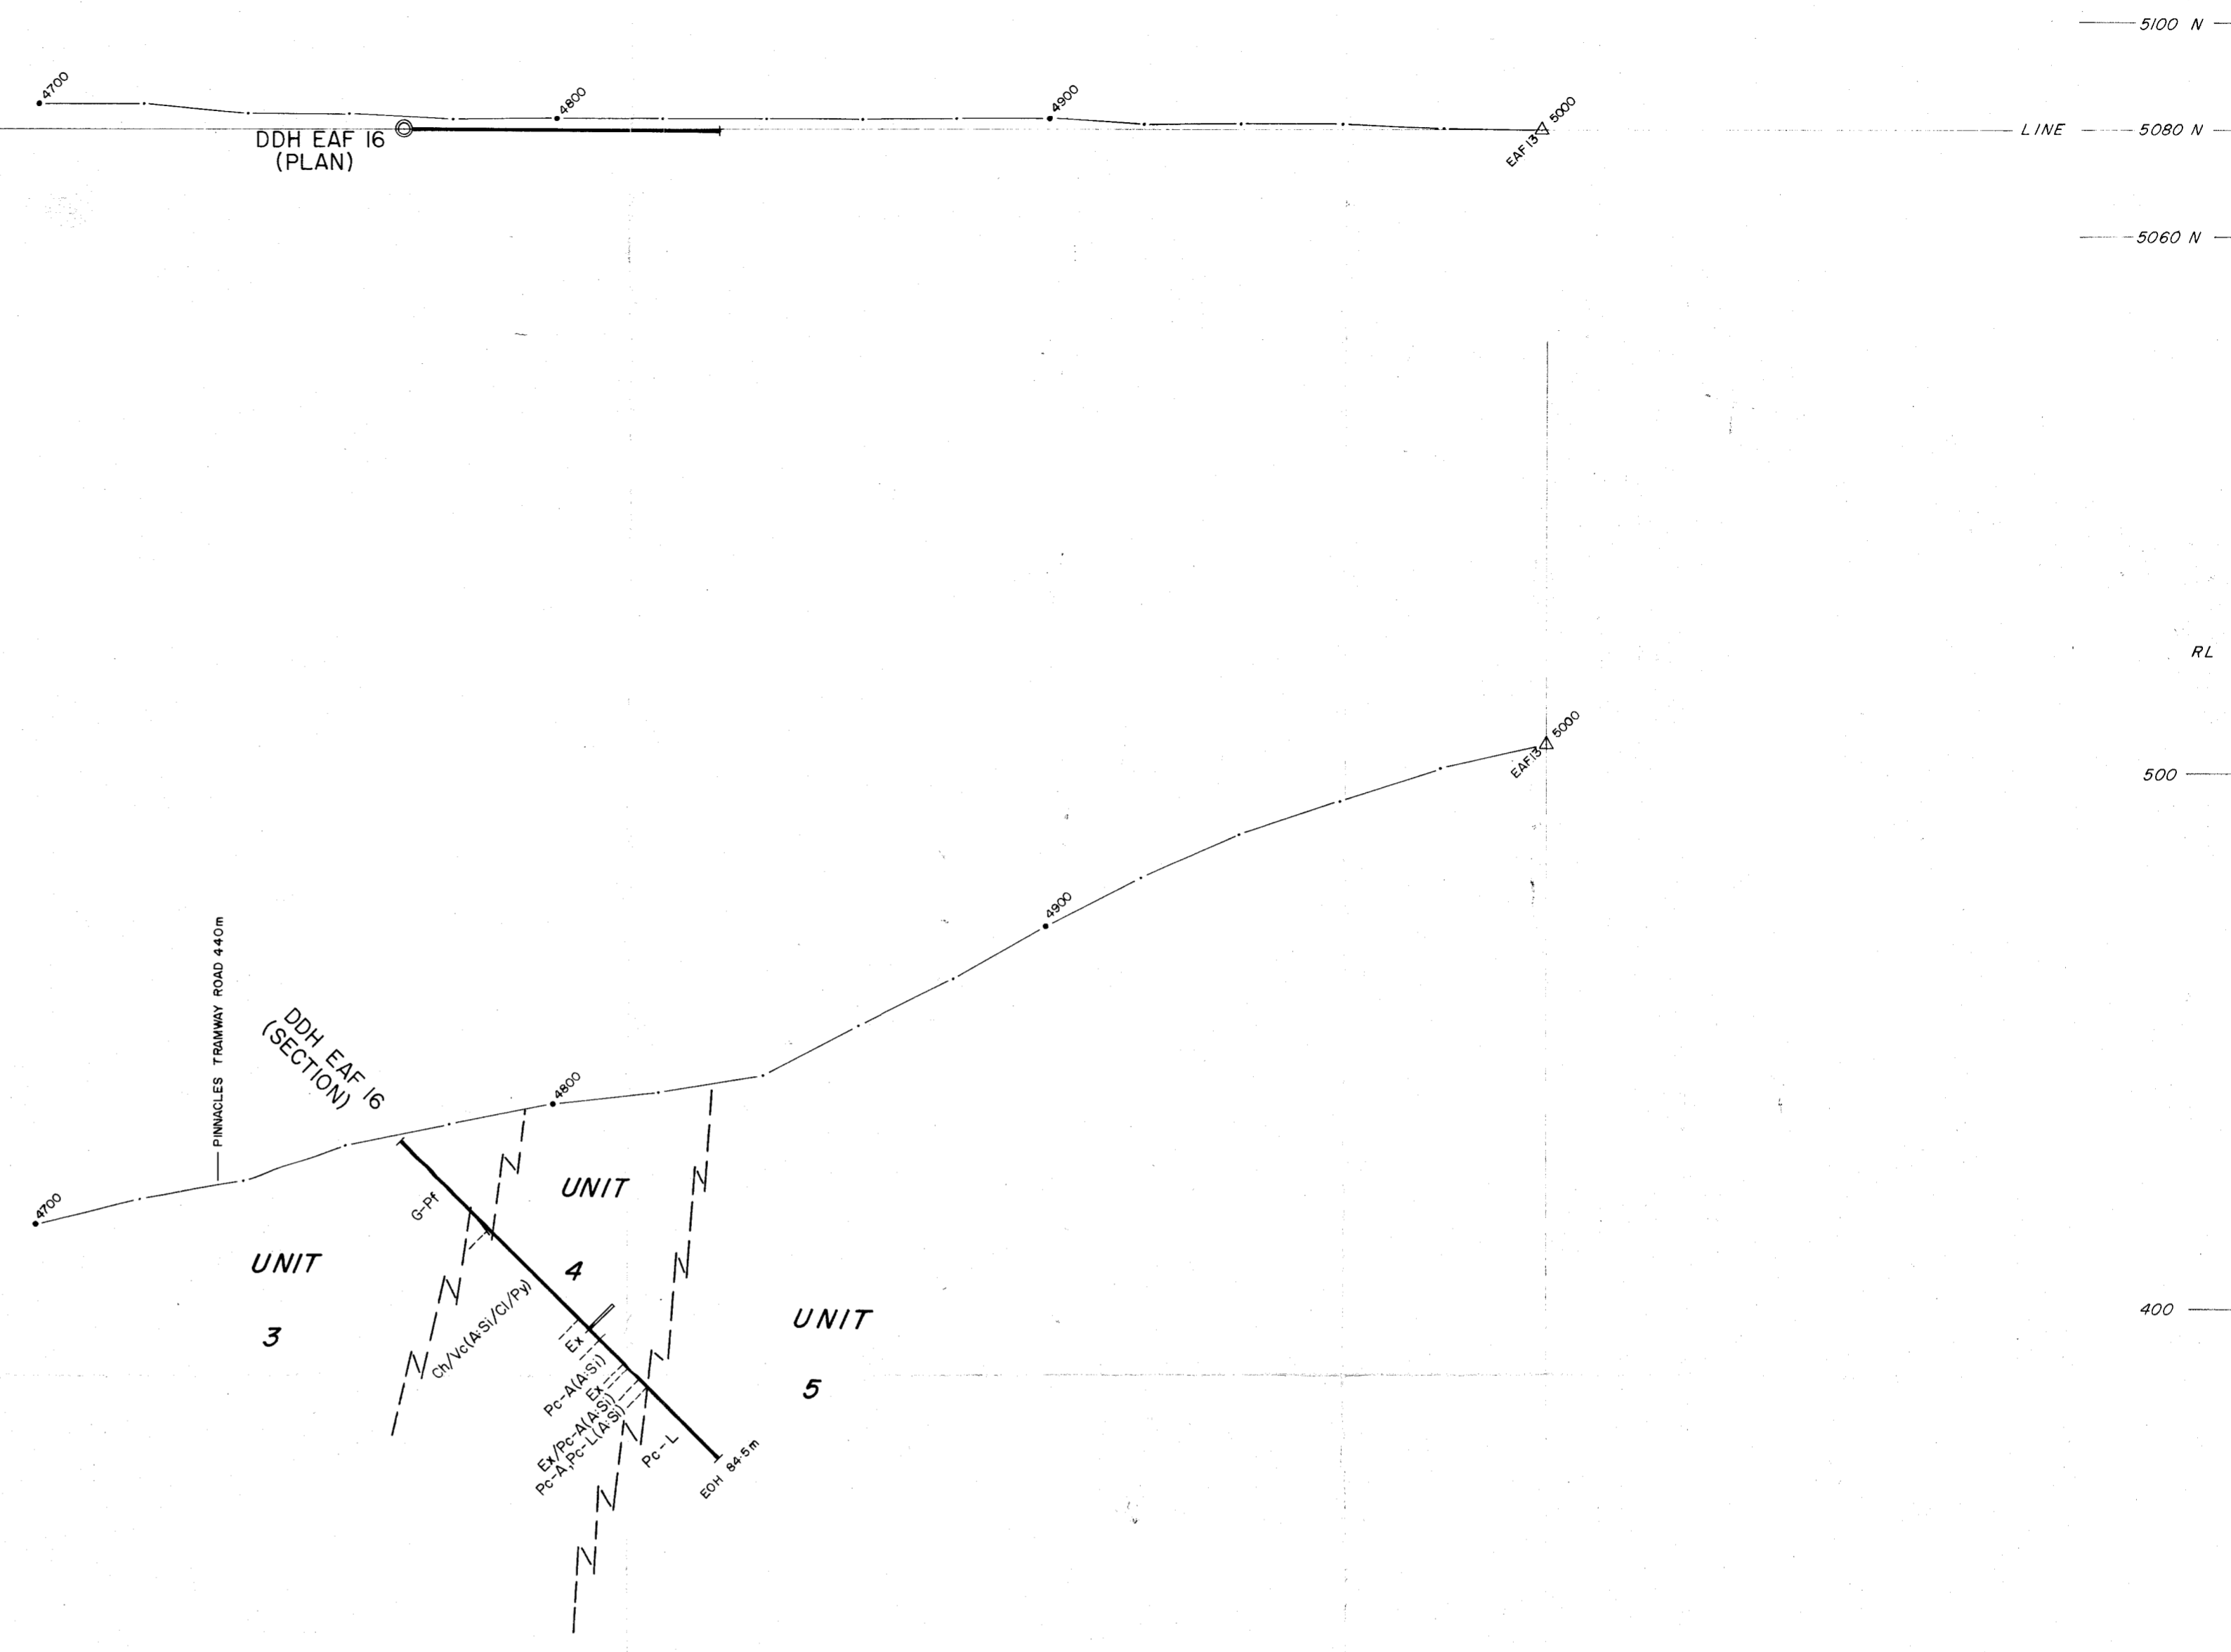 5100 N
4700
4800
4900
5000
DDH EAF 16
(PLAN)
EAF 13
LINE
5080 N
5060 N
RL
5000
EAF 13
500
4900
PINNACLES TRAMWAY ROAD 440m
DDH EAF 16
(SECTION)
4800
4700
G-Pf
UNIT
4
UNIT
3
UNIT
5
400
Ch/Vc(A:Si/Cl/Py)
Ex
Pc-A(A:Si)
Ex
Ex/Pc-A(A:Si)
Pc-A,Pc-L(A:Si)
Pc-L
EOH 84.5m